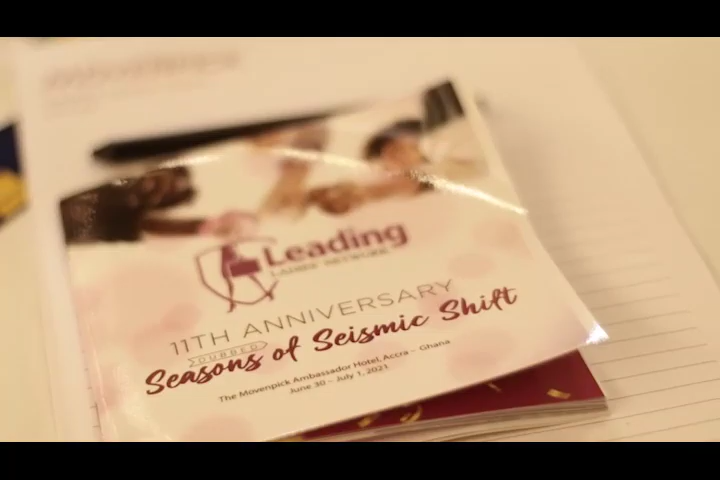 Leading
LADIES' NETWORK
11TH ANNIVERSARY
DUBBED
Seasons of Seismic Shift
The Movenpick Ambassador Hotel, Accra - Ghana
June 30 - July 1, 2021